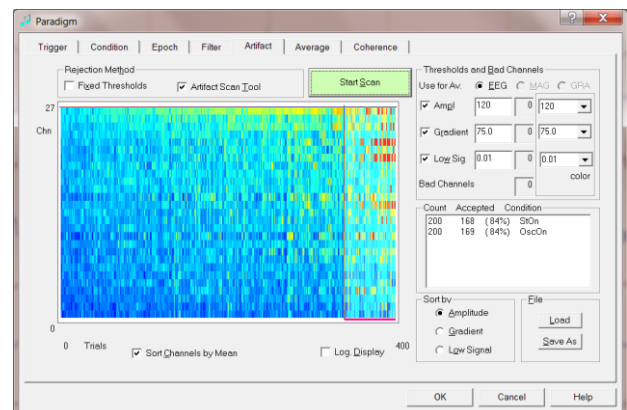 Paradigm
Trigger Condition Epoch Filter Artifact Average Coherence
Rejection Method
Fixed Thresholds Artifact Scan Tool
Start Scan
27
Chn
0
0 Trials 400
Sort Channels by Mean Log. Display
Thresholds and Bad Channels
Use for Av. EEG MAG GRA
Ampl 120 0 120
Gradient 75.0 0 75.0
Low Sig 0.01 0 0.01
Bad Channels 0 color
Count Accepted Condition
200 168 (84%) StOn
200 169 (84%) OscOn
Sort by
Amplitude
Gradient
Low Signal
File
Load
Save As
OK Cancel Help